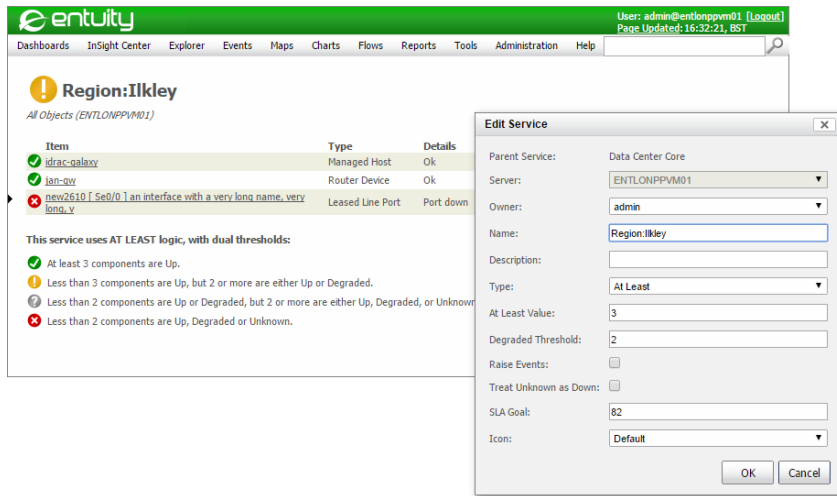 entuity
User: admin@entlonppvm01 [Logout]
Page Updated: 16:32:21, BST
Dashboards InSight Center Explorer Events Maps Charts Flows Reports Tools Administration Help
Region:Ilkley
All Objects (ENTLONPPVM01)
Item Type Details
idrac-galaxy Managed Host Ok
jan-gw Router Device Ok
new2610 [ Se0/0 ] an interface with a very long name, very
long, v Leased Line Port Port down
This service uses AT LEAST logic, with dual thresholds:
At least 3 components are Up.
Less than 3 components are Up, but 2 or more are either Up or Degraded.
Less than 2 components are Up or Degraded, but 2 or more are either Up, Degraded, or Unknown
Less than 2 components are Up, Degraded or Unknown.
Edit Service
Parent Service: Data Center Core
Server: ENTLONPPVM01
Owner: admin
Name: Region:Ilkley
Description:
Type: At Least
At Least Value: 3
Degraded Threshold: 2
Raise Events:
Treat Unknown as Down:
SLA Goal: 82
Icon: Default
OK Cancel